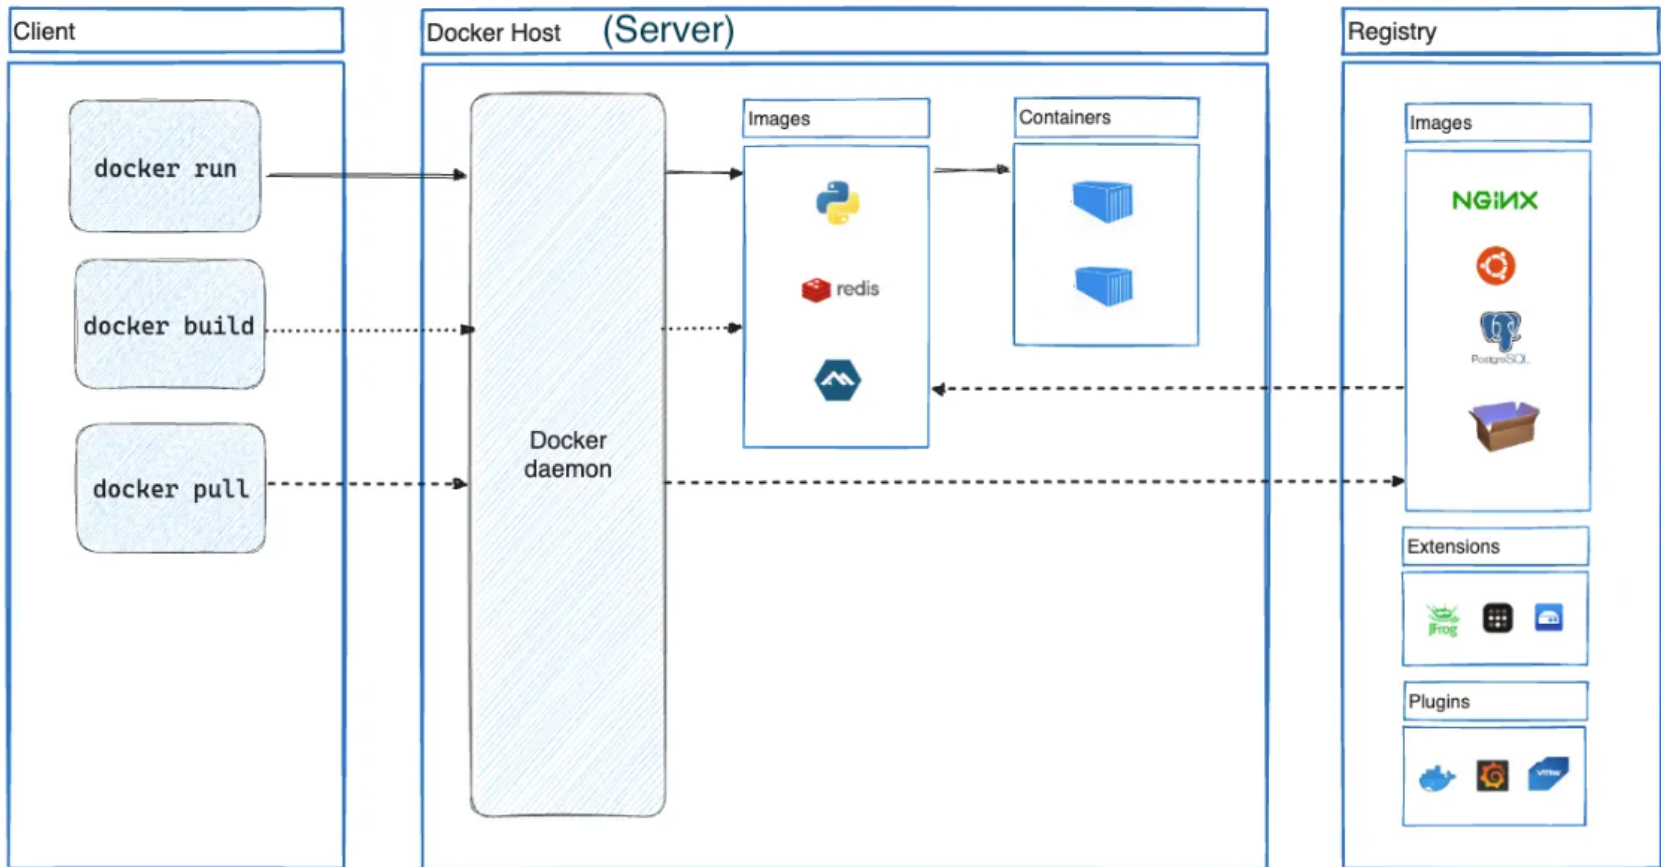 Client
Docker Host (Server)
Registry
docker run
docker build
docker pull
Docker
daemon
Images
redis
Containers
Images
NGINX
PostgreSQL
Extensions
JFrog
Plugins
vmw